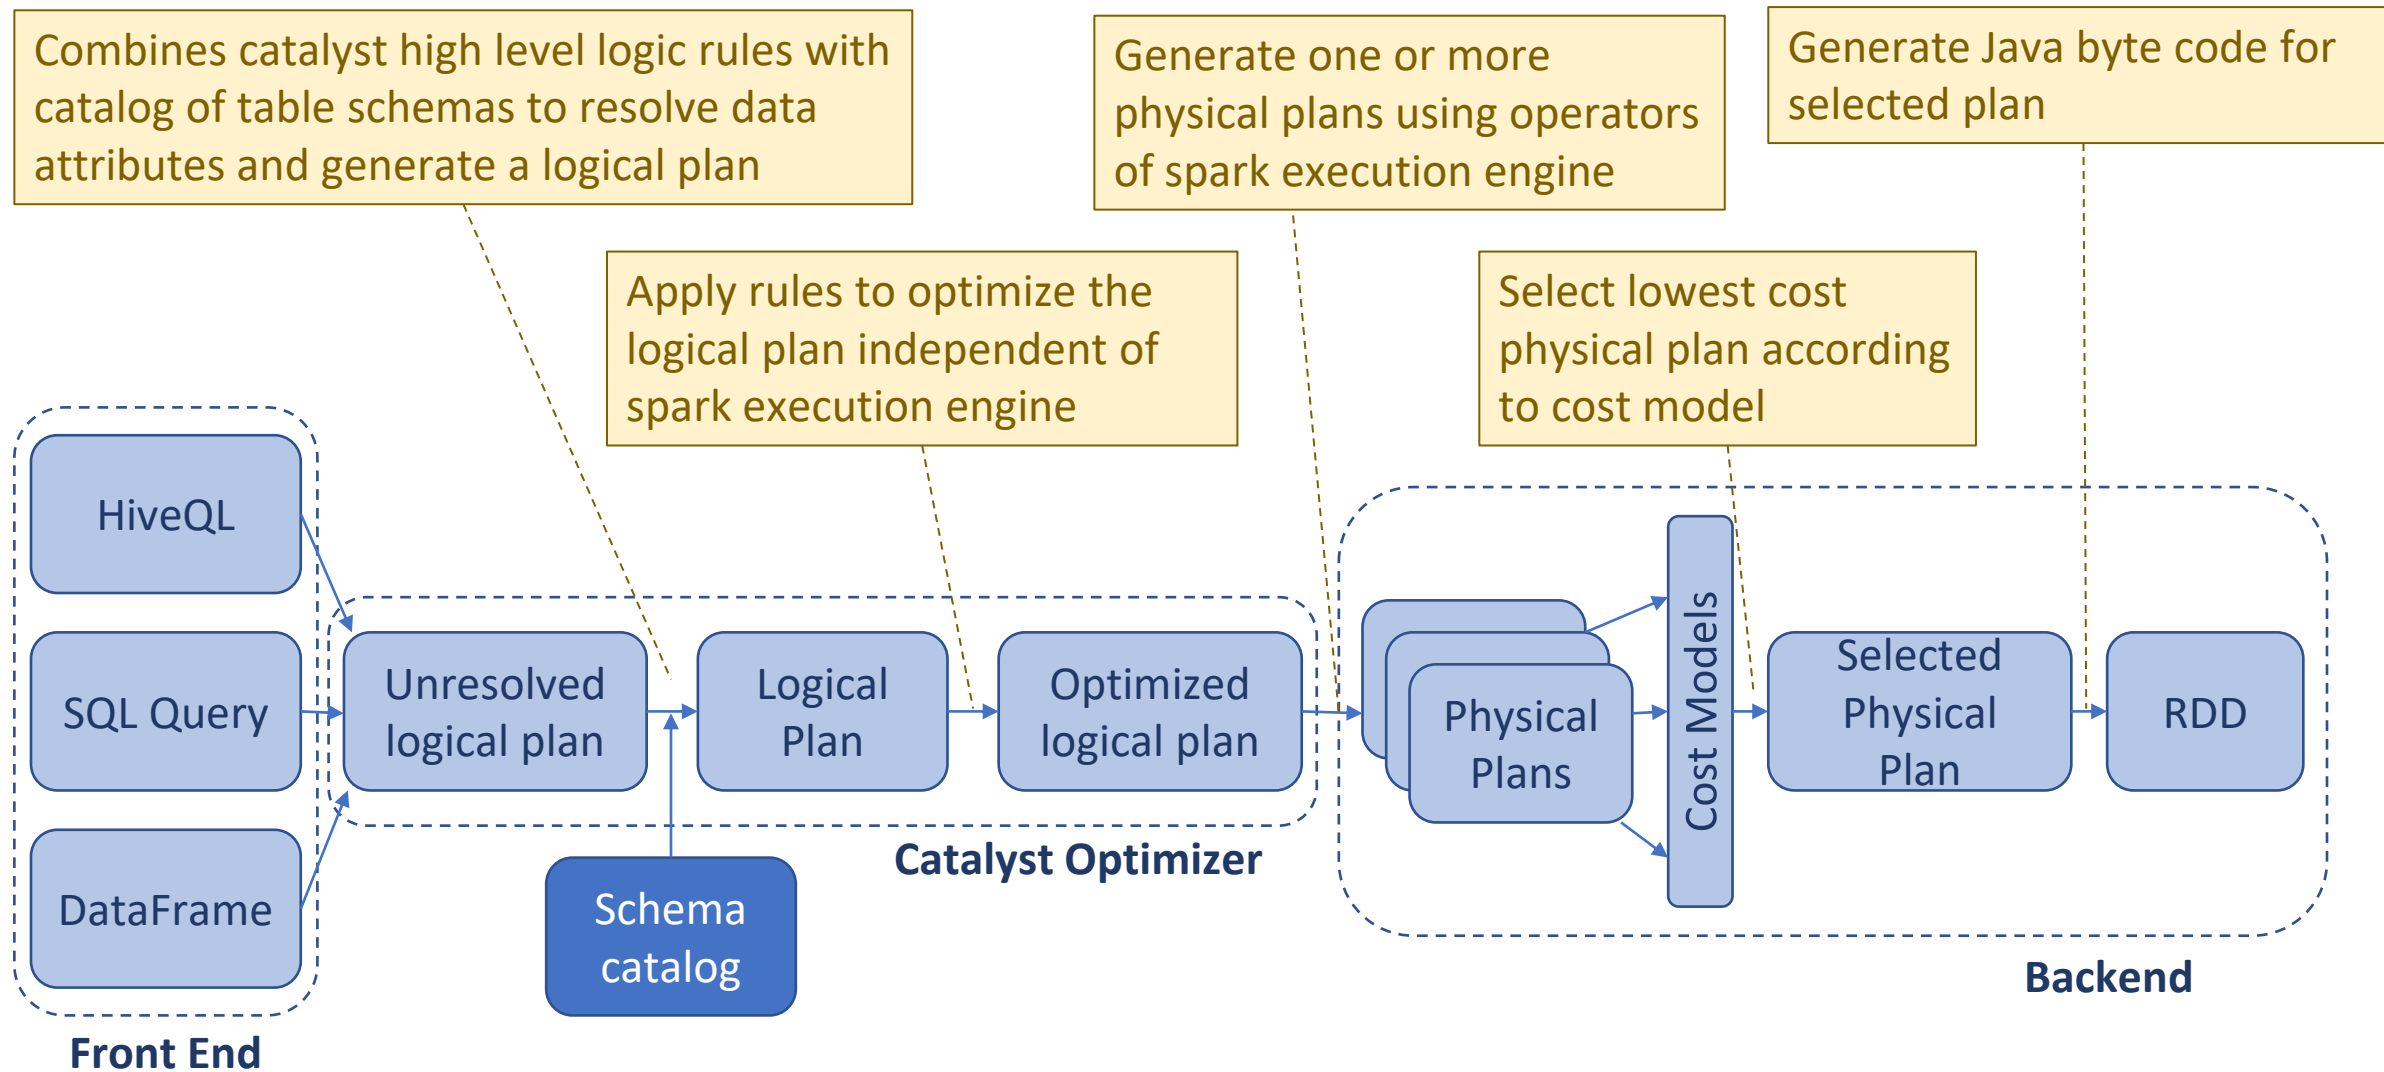 Combines catalyst high level logic rules with
catalog of table schemas to resolve data
attributes and generate a logical plan
Generate one or more
physical plans using operators
of spark execution engine
Generate Java byte code for
selected plan
Apply rules to optimize the
logical plan independent of
spark execution engine
Select lowest cost
physical plan according
to cost model
HiveQL
SQL Query
DataFrame
Front End
Unresolved
logical plan
Logical
Plan
Optimized
logical plan
Catalyst Optimizer
Schema
catalog
Physical
Plans
Cost Models
Selected
Physical
Plan
RDD
Backend